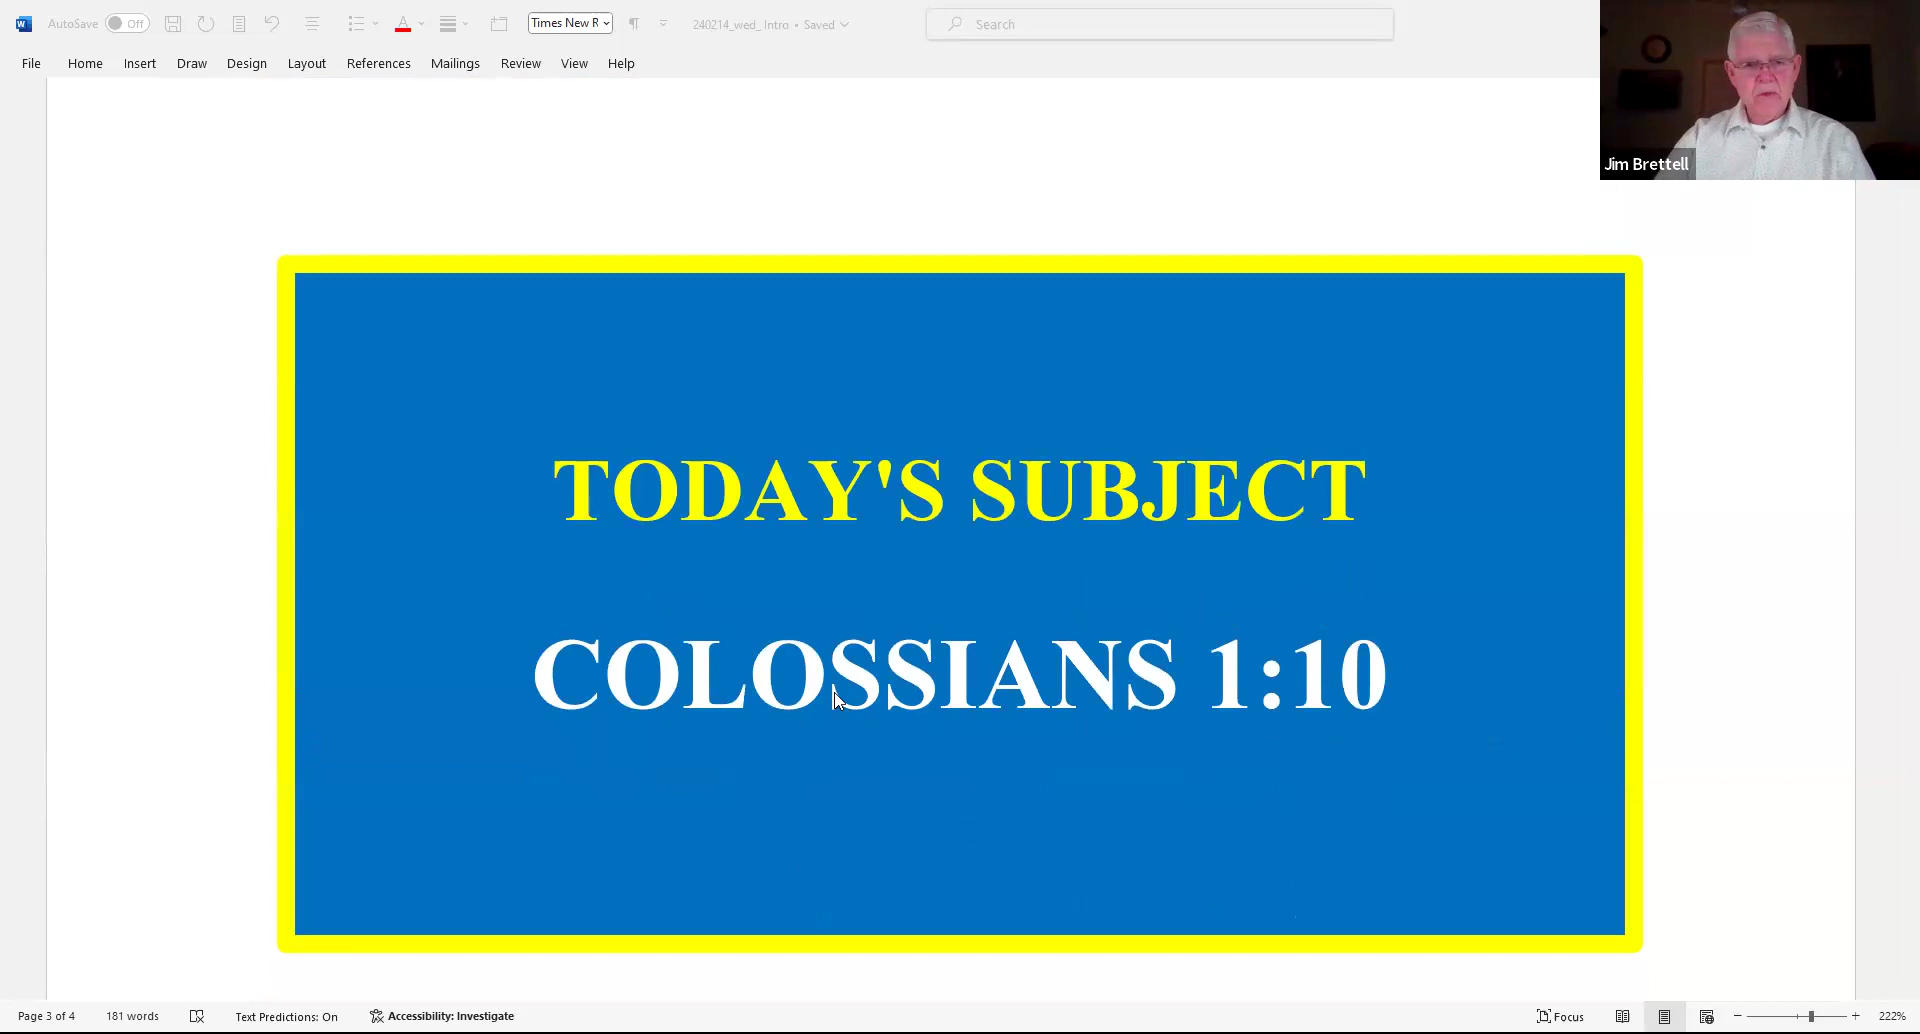 AutoSave Off
Times New R
240214_wed_ Intro • Saved
Search
File Home Insert Draw Design Layout References Mailings Review View Help
Jim Brettell
TODAY'S SUBJECT
COLOSSIANS 1:10
Page 3 of 4 181 words Text Predictions: On Accessibility: Investigate Focus 222%